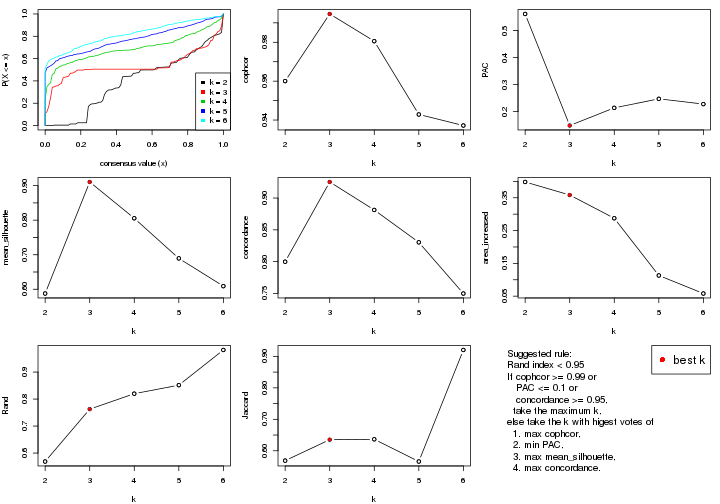 P(X <= x)
0.0 0.2 0.4 0.6 0.8 1.0
k = 2
k = 3
k = 4
k = 5
k = 6
0.0 0.2 0.4 0.6 0.8 1.0
consensus value (x)
cophcor
0.94 0.96 0.98
2 3 4 5 6
k
PAC
0.2 0.3 0.4 0.5
2 3 4 5 6
k
mean_silhouette
0.60 0.70 0.80 0.90
2 3 4 5 6
k
concordance
0.75 0.80 0.85 0.90
2 3 4 5 6
k
area_increased
0.05 0.15 0.25 0.35
2 3 4 5 6
k
Rand
0.6 0.7 0.8 0.9
2 3 4 5 6
k
Jaccard
0.60 0.70 0.80 0.90
2 3 4 5 6
k
best k
Suggested rule:
Rand index < 0.95
If cophcor >= 0.99 or
PAC <= 0.1 or
concordance >= 0.95,
take the maximum k,
else take the k with higest votes of
1. max cophcor,
2. min PAC,
3. max mean_silhouette,
4. max concordance.